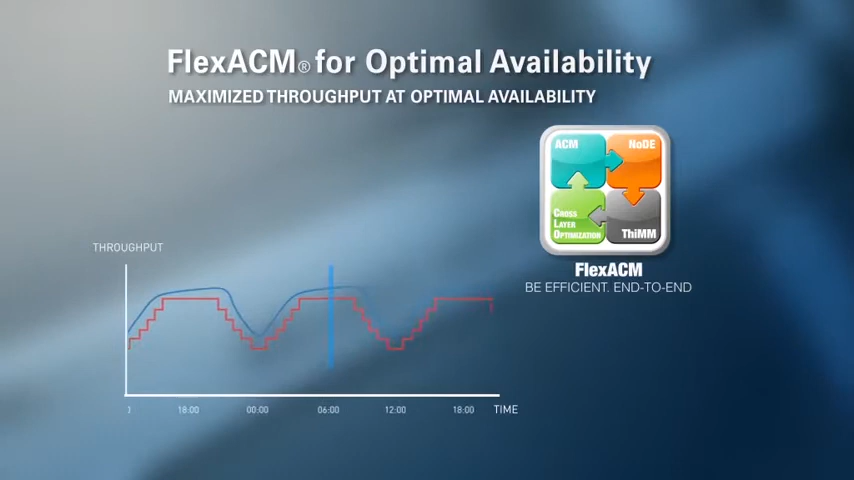 FlexACM® for Optimal Availability
MAXIMIZED THROUGHPUT AT OPTIMAL AVAILABILITY
ACM
NoDE
CROSS
LAYER
OPTIMIZATION
ThiMM
FlexACM
BE EFFICIENT. END-TO-END
THROUGHPUT
18:00 00:00 06:00 12:00 18:00 TIME